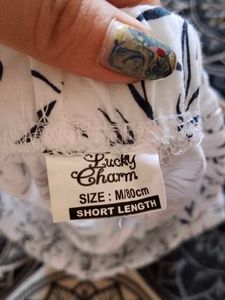 Lucky
Charm
SIZE : M/80cm
SHORT LENGTH